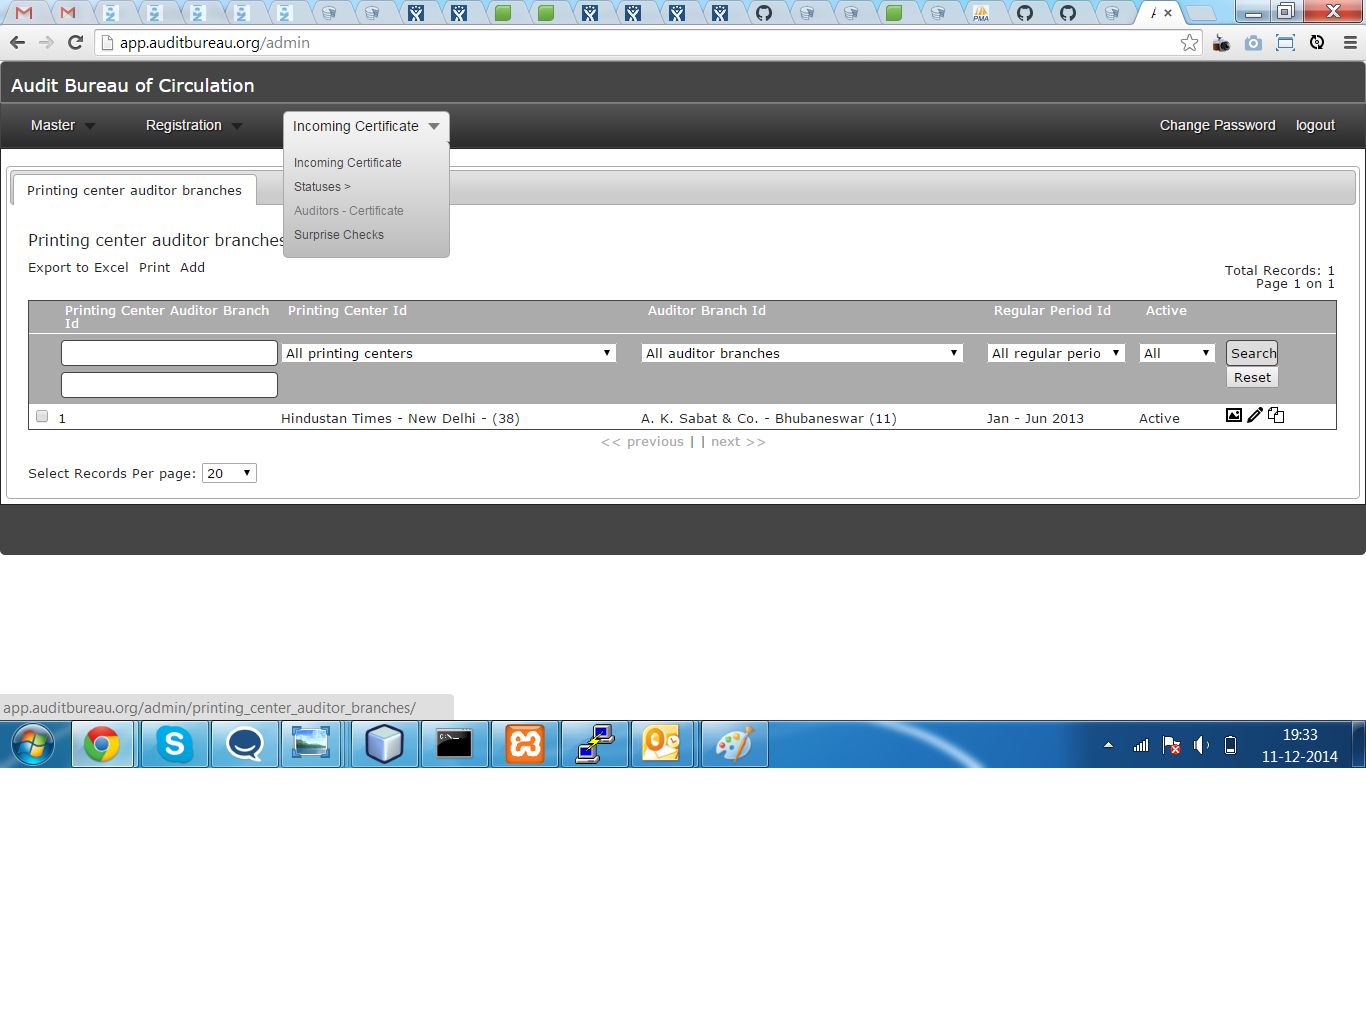 app.auditbureau.org/admin
Audit Bureau of Circulation
Master Registration Incoming Certificate Change Password logout
Incoming Certificate
Statuses >
Auditors - Certificate
Surprise Checks
Printing center auditor branches
Printing center auditor branches
Export to Excel Print Add
Total Records: 1
Page 1 on 1
Printing Center Auditor Branch Id Printing Center Id Auditor Branch Id Regular Period Id Active
All printing centers All auditor branches All regular perio All Search
Reset
1 Hindustan Times - New Delhi - (38) A. K. Sabat & Co. - Bhubaneswar (11) Jan - Jun 2013 Active
<< previous | | next >>
Select Records Per page: 20
app.auditbureau.org/admin/printing_center_auditor_branches/
19:33
11-12-2014